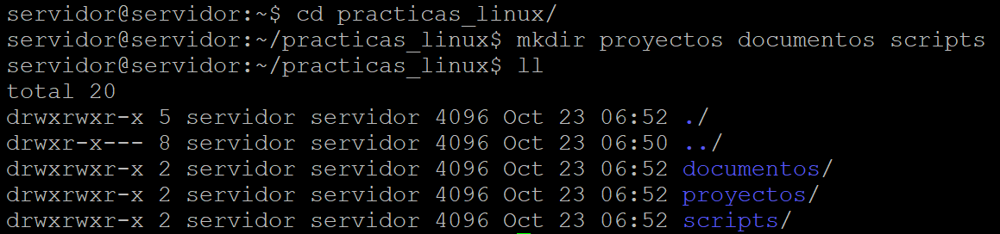 servidor@servidor:~$ cd practicas_linux/
servidor@servidor:~/practicas_linux$ mkdir proyectos documentos scripts
servidor@servidor:~/practicas_linux$ ll
total 20
drwxrwxr-x 5 servidor servidor 4096 Oct 23 06:52 ./
drwxr-x--- 8 servidor servidor 4096 Oct 23 06:50 ../
drwxrwxr-x 2 servidor servidor 4096 Oct 23 06:52 documentos/
drwxrwxr-x 2 servidor servidor 4096 Oct 23 06:52 proyectos/
drwxrwxr-x 2 servidor servidor 4096 Oct 23 06:52 scripts/